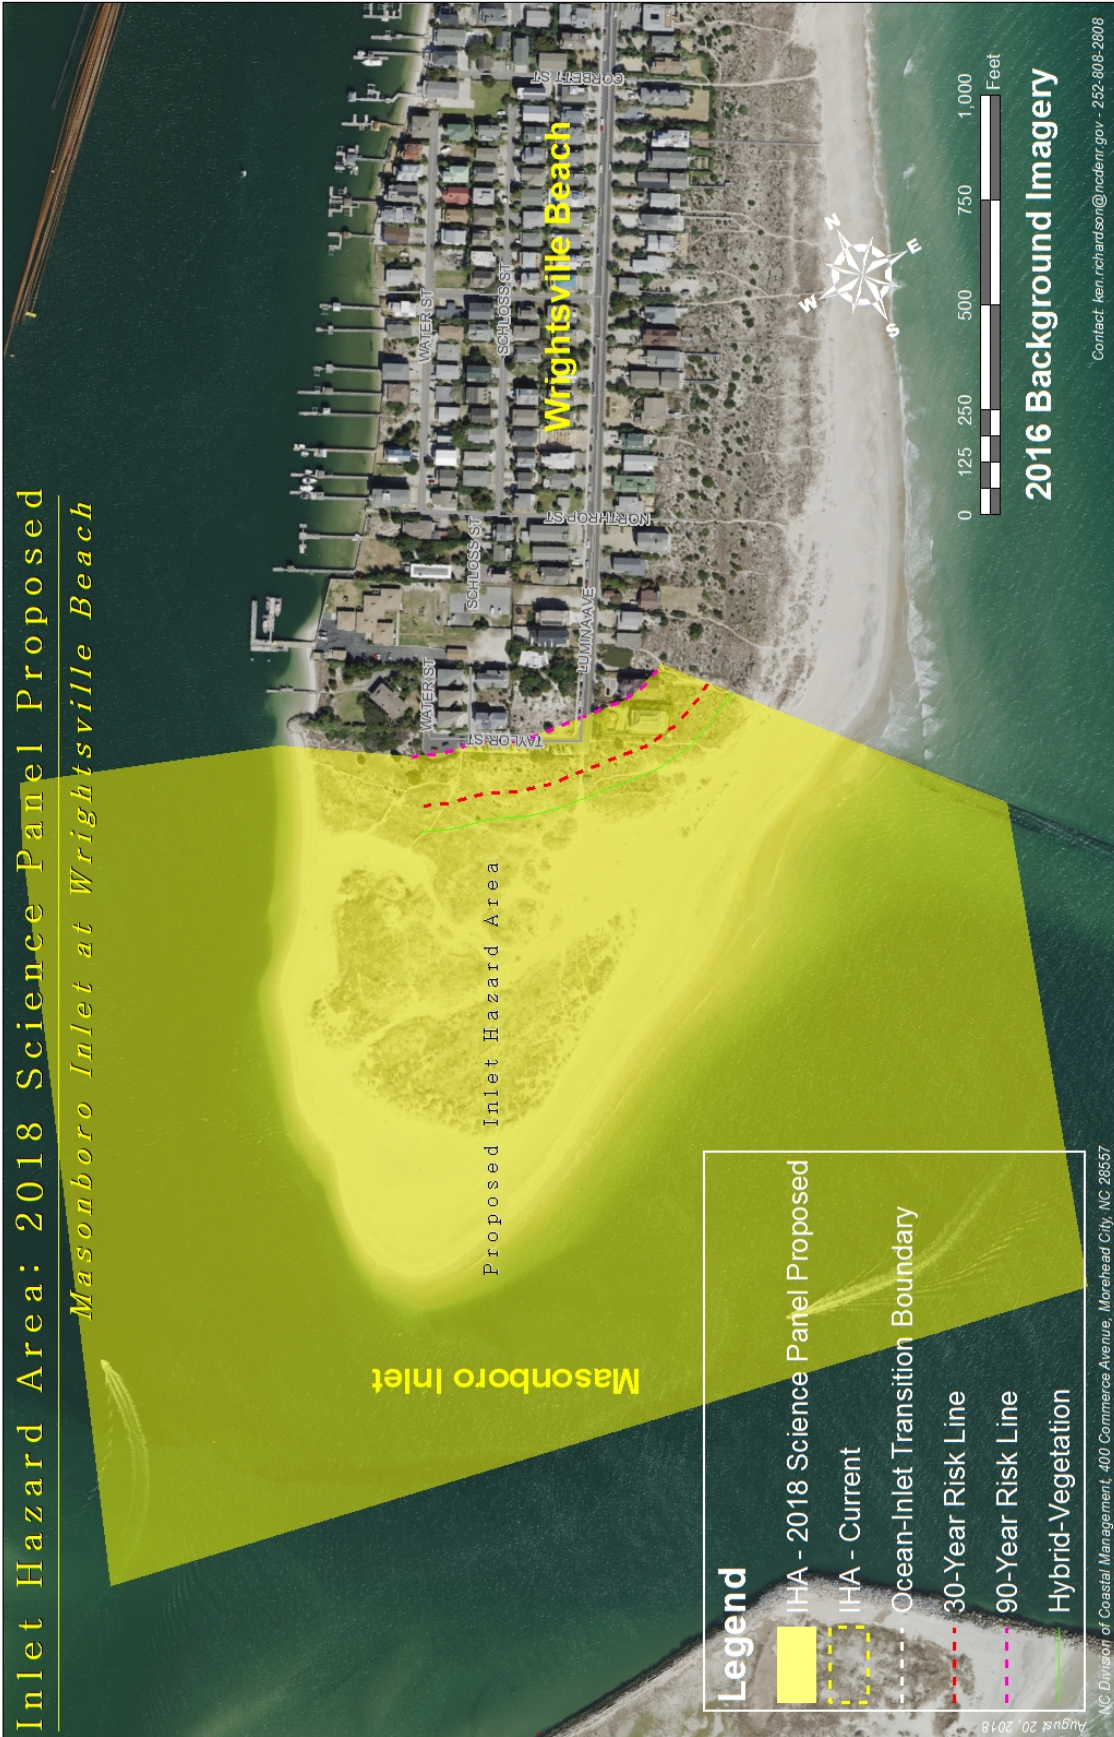 Inlet Hazard Area: 2018 Science Panel Proposed
Masonboro Inlet at Wrightsville Beach
WATER ST
WATER ST
SCHLOSS ST
SCHLOSS ST
TAYLOR ST
LUMINA AVE
NORTHROP ST
CORBETT ST
Wrightsville Beach
Proposed Inlet Hazard Area
Masonboro Inlet
N
E
S
W
0 125 250 500 750 1,000
Feet
2016 Background Imagery
Legend
IHA - 2018 Science Panel Proposed
IHA - Current
Ocean-Inlet Transition Boundary
30-Year Risk Line
90-Year Risk Line
Hybrid-Vegetation
August 20, 2018
NC Division of Coastal Management, 400 Commerce Avenue, Morehead City, NC 28557
Contact: ken.richardson@ncdenr.gov - 252-808-2808